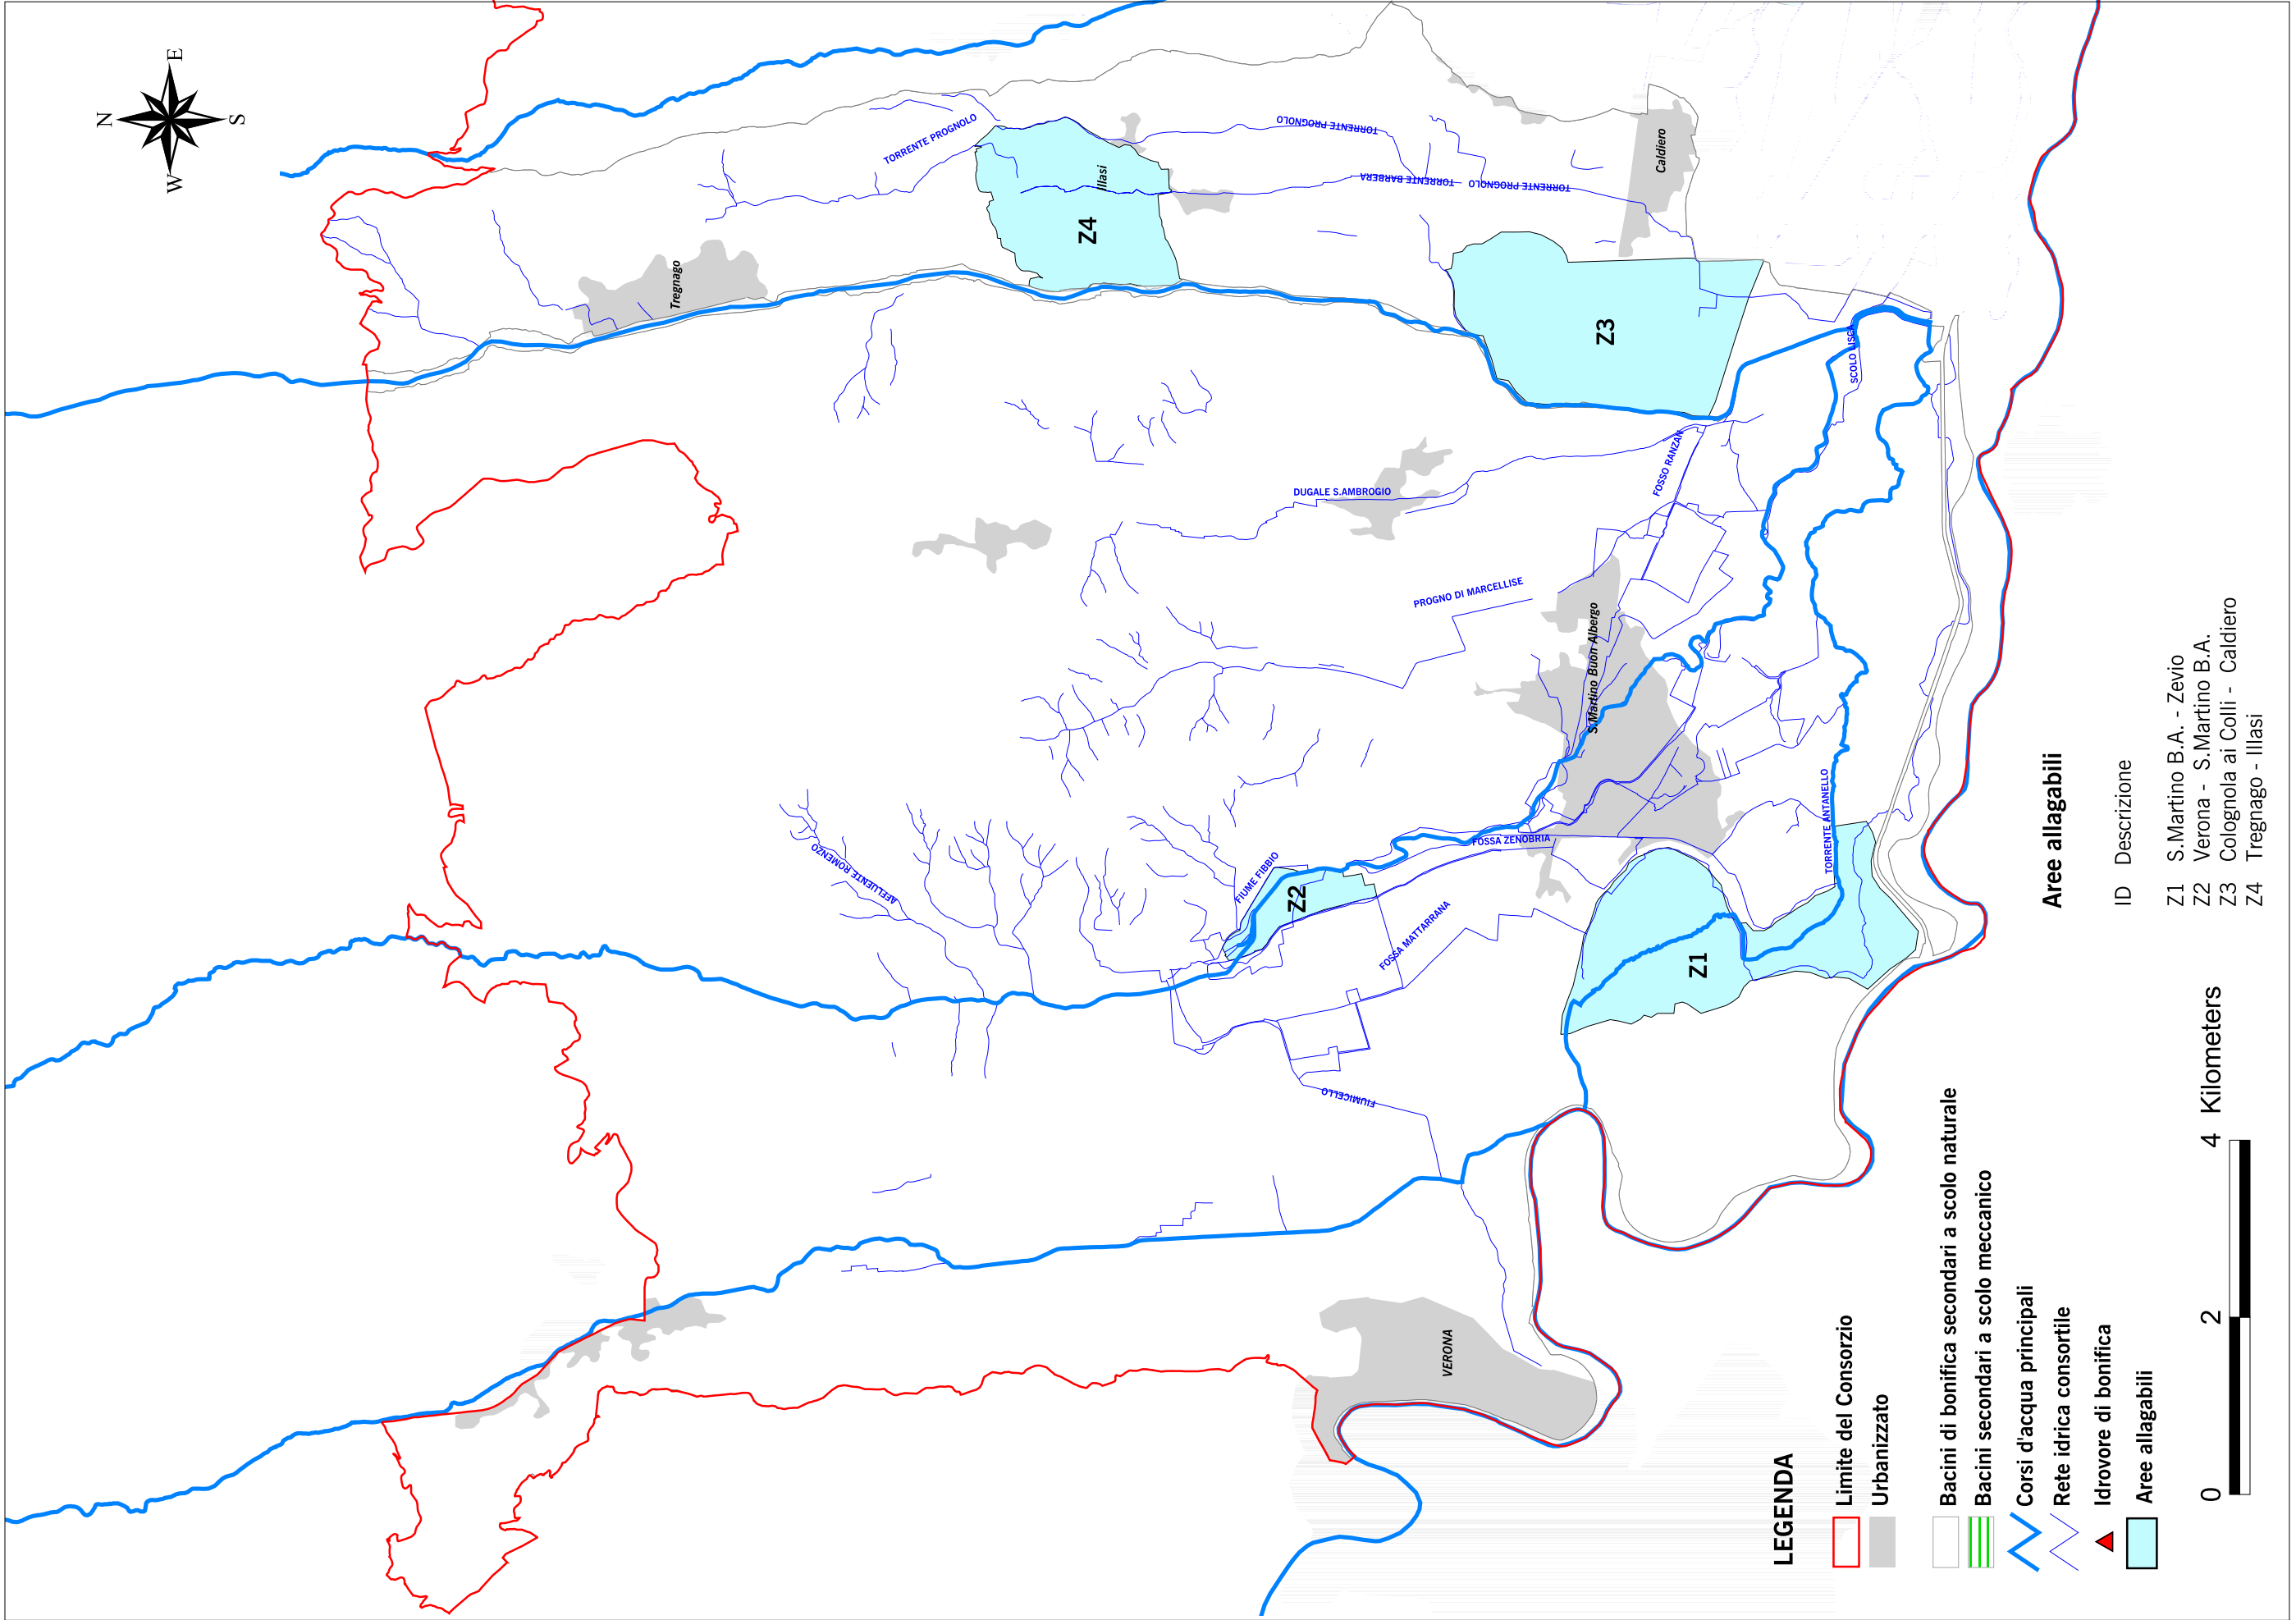 N
E
S
W
TORRENTE PROGNOLO
TORRENTE PROGNOLO
TORRENTE BARBERA
TORRENTE PROGNOLO
Illasi
Z4
Tregnago
Caldiero
Z3
SCOLO LISCA
FOSSO RANZAN
DUGALE S.AMBROGIO
PROGNO DI MARCELLISE
S.Martino Buon Albergo
AFFLUENTE ROMENZO
FIUME FIBBIO
FOSSA ZENOBRIA
TORRENTE ANTANELLO
Z2
FOSSA MATTARRANA
Z1
FIUMICELLO
VERONA
LEGENDA
Limite del Consorzio
Urbanizzato
Bacini di bonifica secondari a scolo naturale
Bacini secondari a scolo meccanico
Corsi d'acqua principali
Rete idrica consortile
Idrovore di bonifica
Aree allagabili
0 2 4 Kilometers
Aree allagabili
ID Descrizione
Z1 S.Martino B.A. - Zevio
Z2 Verona - S.Martino B.A.
Z3 Colognola ai Colli - Caldiero
Z4 Tregnago - Illasi